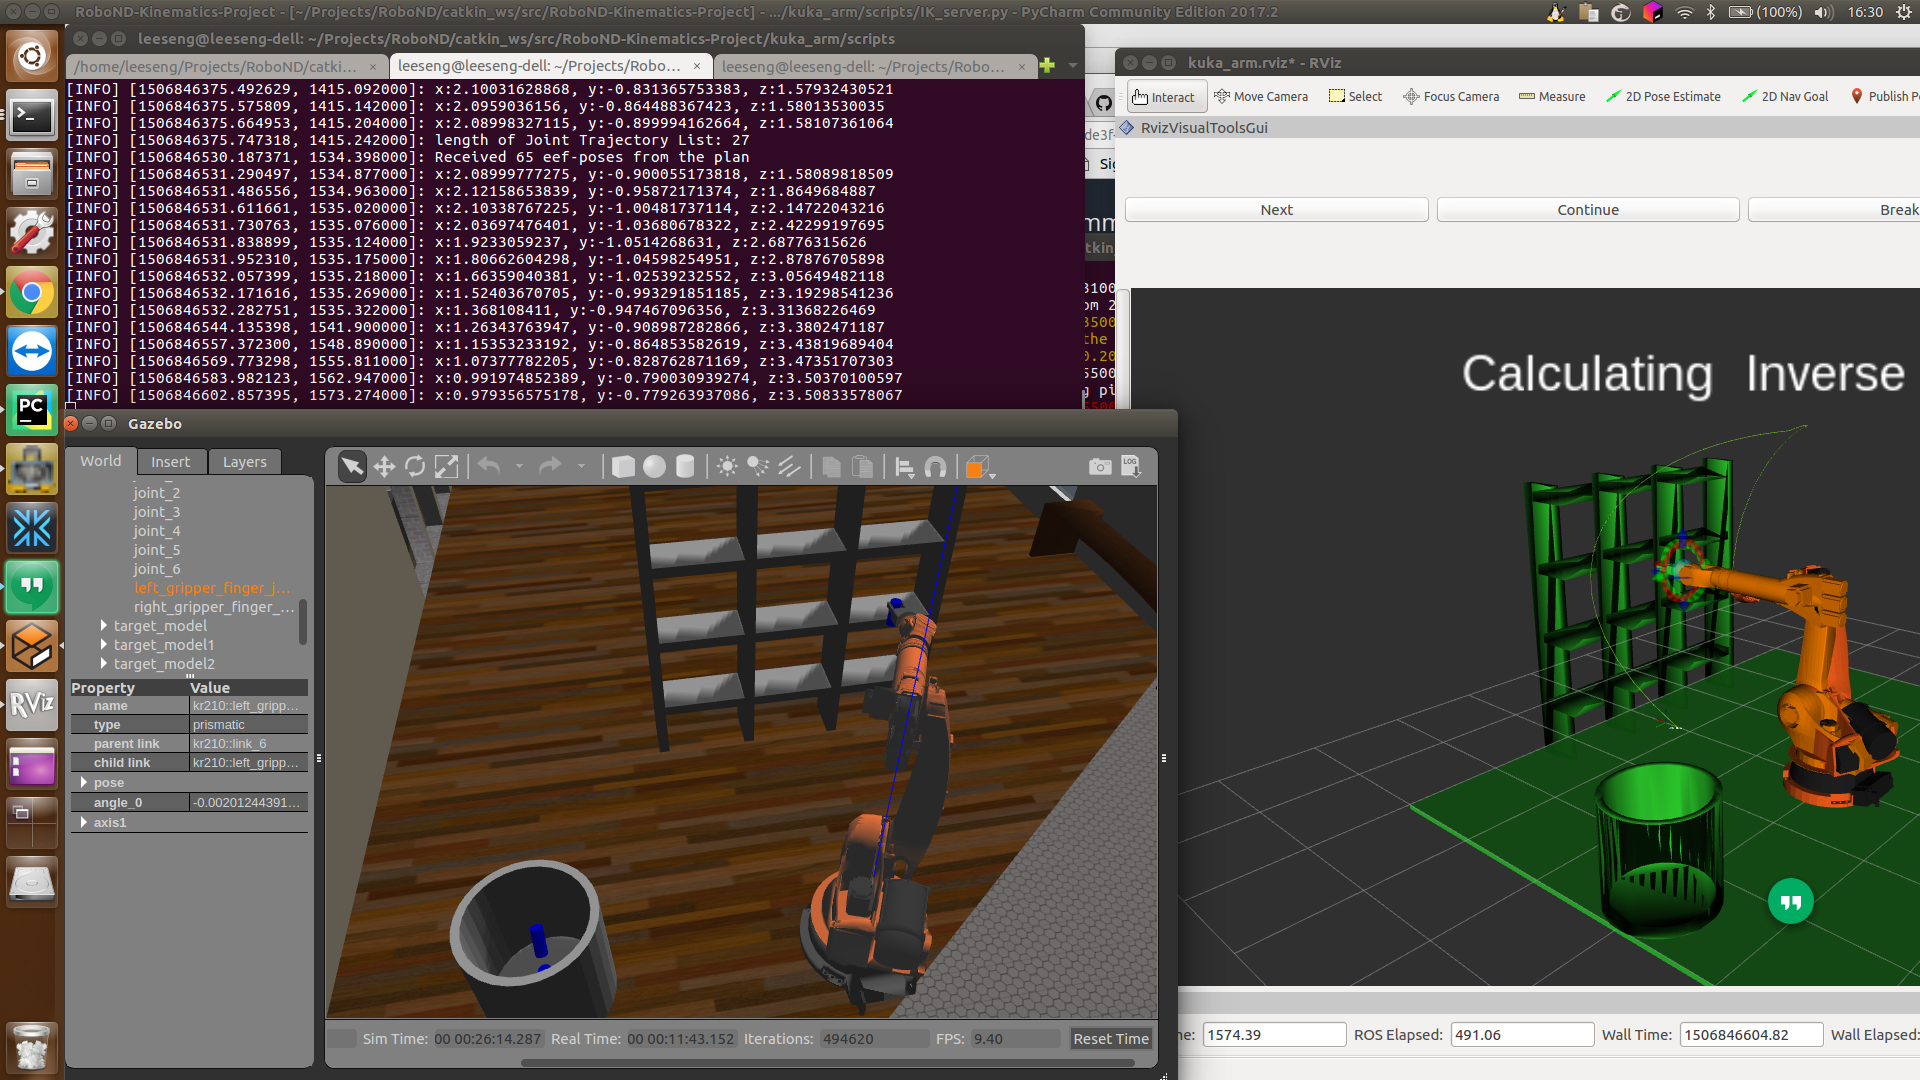 RoboND-Kinematics-Project - [~/Projects/RoboND/catkin_ws/src/RoboND-Kinematics-Project] - .../kuka_arm/scripts/IK_server.py - PyCharm Community Edition 2017.2
(100%)
16:30
leeseng@leeseng-dell: ~/Projects/RoboND/catkin_ws/src/RoboND-Kinematics-Project/kuka_arm/scripts
/home/leeseng/Projects/RoboND/catki... ×
leeseng@leeseng-dell: ~/Projects/Robo... ×
leeseng@leeseng-dell: ~/Projects/Robo... ×
[INFO] [1506846375.492629, 1415.092000]: x:2.10031628868, y:-0.831365753383, z:1.57932430521
[INFO] [1506846375.575809, 1415.142000]: x:2.0959036156, y:-0.864488367423, z:1.58013530035
[INFO] [1506846375.664953, 1415.204000]: x:2.08998327115, y:-0.899994162664, z:1.58107361064
[INFO] [1506846375.747318, 1415.242000]: length of Joint Trajectory List: 27
[INFO] [1506846530.187371, 1534.398000]: Received 65 eef-poses from the plan
[INFO] [1506846531.290497, 1534.877000]: x:2.08999777275, y:-0.900055173818, z:1.58089818509
[INFO] [1506846531.486556, 1534.963000]: x:2.12158653839, y:-0.95872171374, z:1.8649684887
[INFO] [1506846531.611661, 1535.020000]: x:2.10338767225, y:-1.00481737114, z:2.14722043216
[INFO] [1506846531.730763, 1535.076000]: x:2.03697476401, y:-1.03680678322, z:2.42299197695
[INFO] [1506846531.838899, 1535.124000]: x:1.9233059237, y:-1.0514268631, z:2.68776315626
[INFO] [1506846531.952310, 1535.175000]: x:1.80662604298, y:-1.04598254951, z:2.87876705898
[INFO] [1506846532.057399, 1535.218000]: x:1.66359040381, y:-1.02539232552, z:3.05649482118
[INFO] [1506846532.171616, 1535.269000]: x:1.52403670705, y:-0.993291851185, z:3.19298541236
[INFO] [1506846532.282751, 1535.322000]: x:1.368108411, y:-0.947467096356, z:3.31368226469
[INFO] [1506846544.135398, 1541.900000]: x:1.26343763947, y:-0.908987282866, z:3.3802471187
[INFO] [1506846557.372300, 1548.890000]: x:1.15353233192, y:-0.864853582619, z:3.43819689404
[INFO] [1506846569.773298, 1555.811000]: x:1.07377782205, y:-0.828762871169, z:3.47351707303
[INFO] [1506846583.982123, 1562.947000]: x:0.991974852389, y:-0.790030939274, z:3.50370100597
[INFO] [1506846602.857395, 1573.274000]: x:0.979356575178, y:-0.779263937086, z:3.50833578067
de3f-
Sig
mm
tkin
3100
om 2
3500
the
0.20
5500
g pi
kuka_arm.rviz* - RViz
Interact
Move Camera
Select
Focus Camera
Measure
2D Pose Estimate
2D Nav Goal
Publish P
RvizVisualToolsGui
Next
Continue
Break
Calculating Inverse
Gazebo
World
Insert
Layers
joint_2
joint_3
joint_4
joint_5
joint_6
left_gripper_finger_j...
right_gripper_finger_...
target_model
target_model1
target_model2
Property Value
name kr210::left_gripp...
type prismatic
parent link kr210::link_6
child link kr210::left_gripp...
pose
angle_0 -0.00201244391...
axis1
PC
RViz
LOG
Sim Time: 00 00:26:14.287 Real Time: 00 00:11:43.152 Iterations: 494620 FPS: 9.40 Reset Time
ne: 1574.39 ROS Elapsed: 491.06 Wall Time: 1506846604.82 Wall Elapsed: